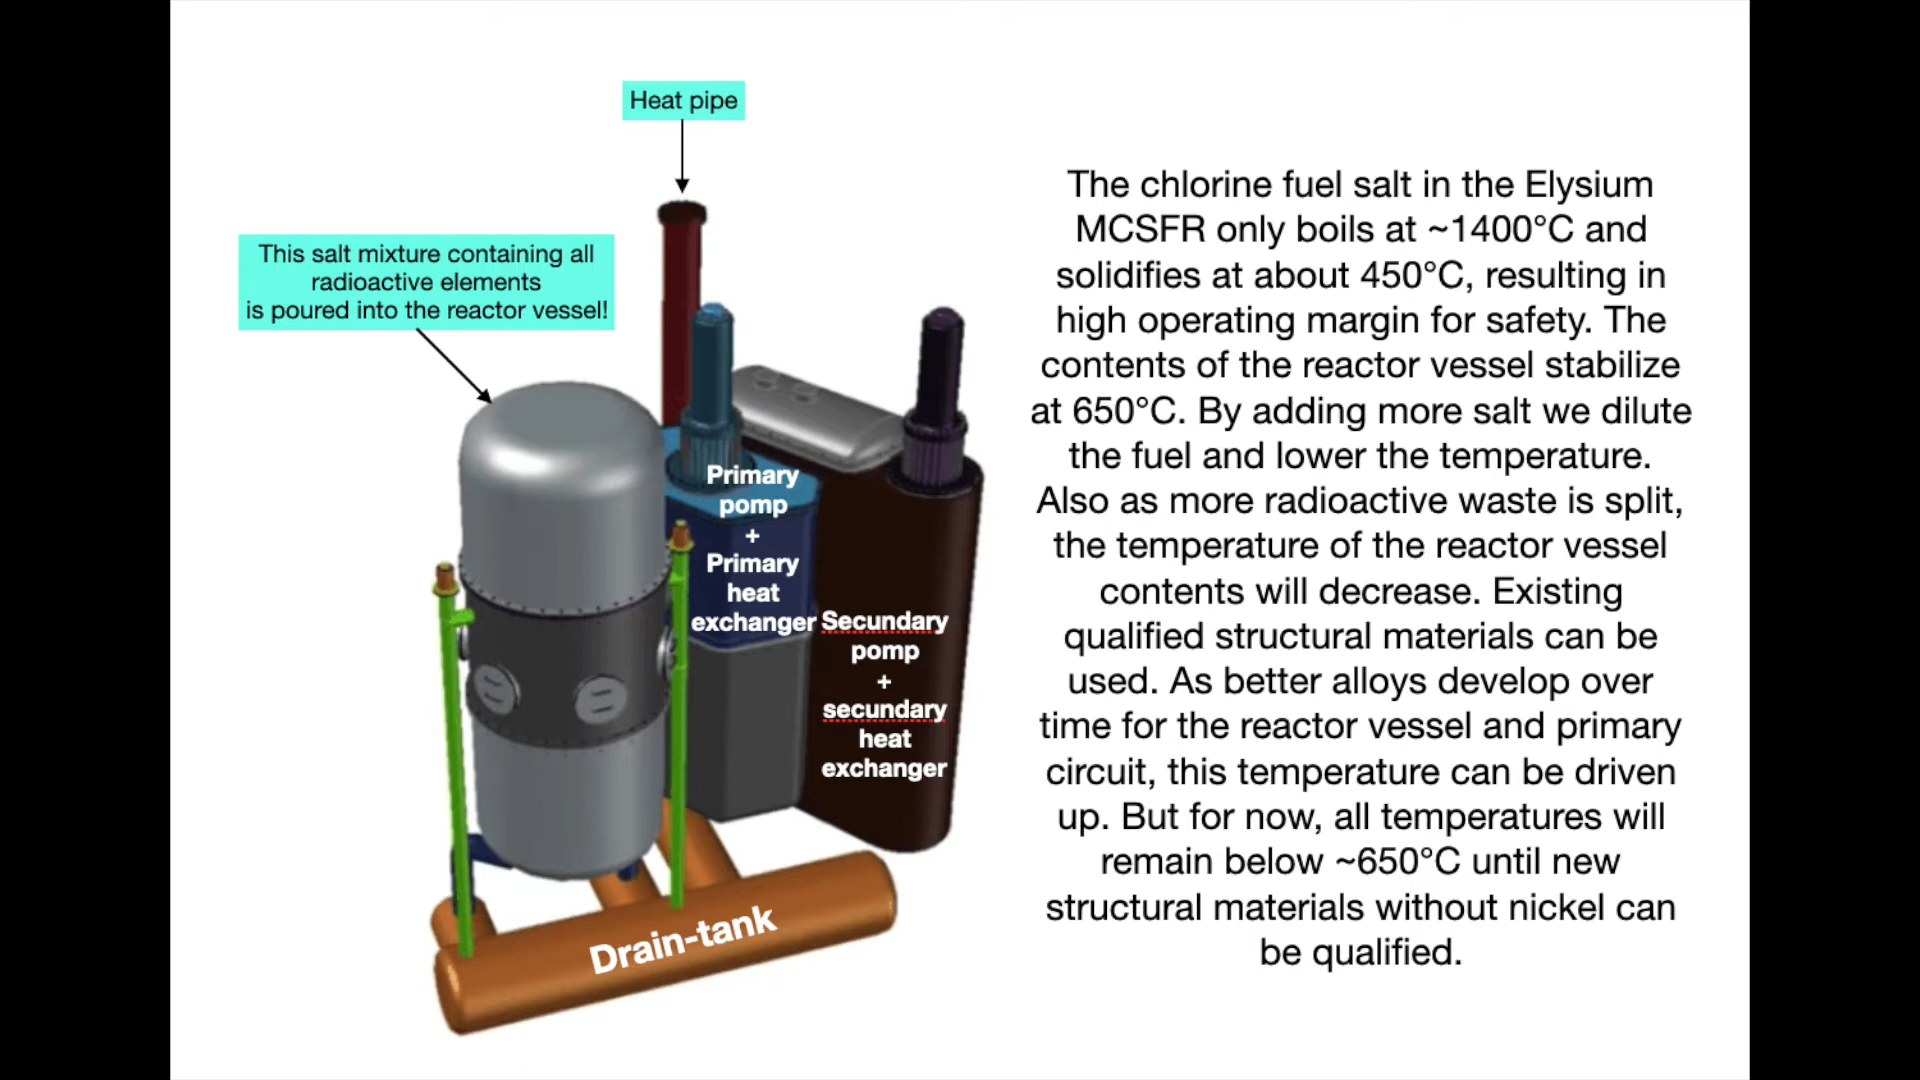 Heat pipe
This salt mixture containing all
radioactive elements
is poured into the reactor vessel!
Primary
pomp
+
Primary
heat
exchanger
Secundary
pomp
+
secundary
heat
exchanger
Drain-tank
The chlorine fuel salt in the Elysium
MCSFR only boils at ~1400°C and
solidifies at about 450°C, resulting in
high operating margin for safety. The
contents of the reactor vessel stabilize
at 650°C. By adding more salt we dilute
the fuel and lower the temperature.
Also as more radioactive waste is split,
the temperature of the reactor vessel
contents will decrease. Existing
qualified structural materials can be
used. As better alloys develop over
time for the reactor vessel and primary
circuit, this temperature can be driven
up. But for now, all temperatures will
remain below ~650°C until new
structural materials without nickel can
be qualified.